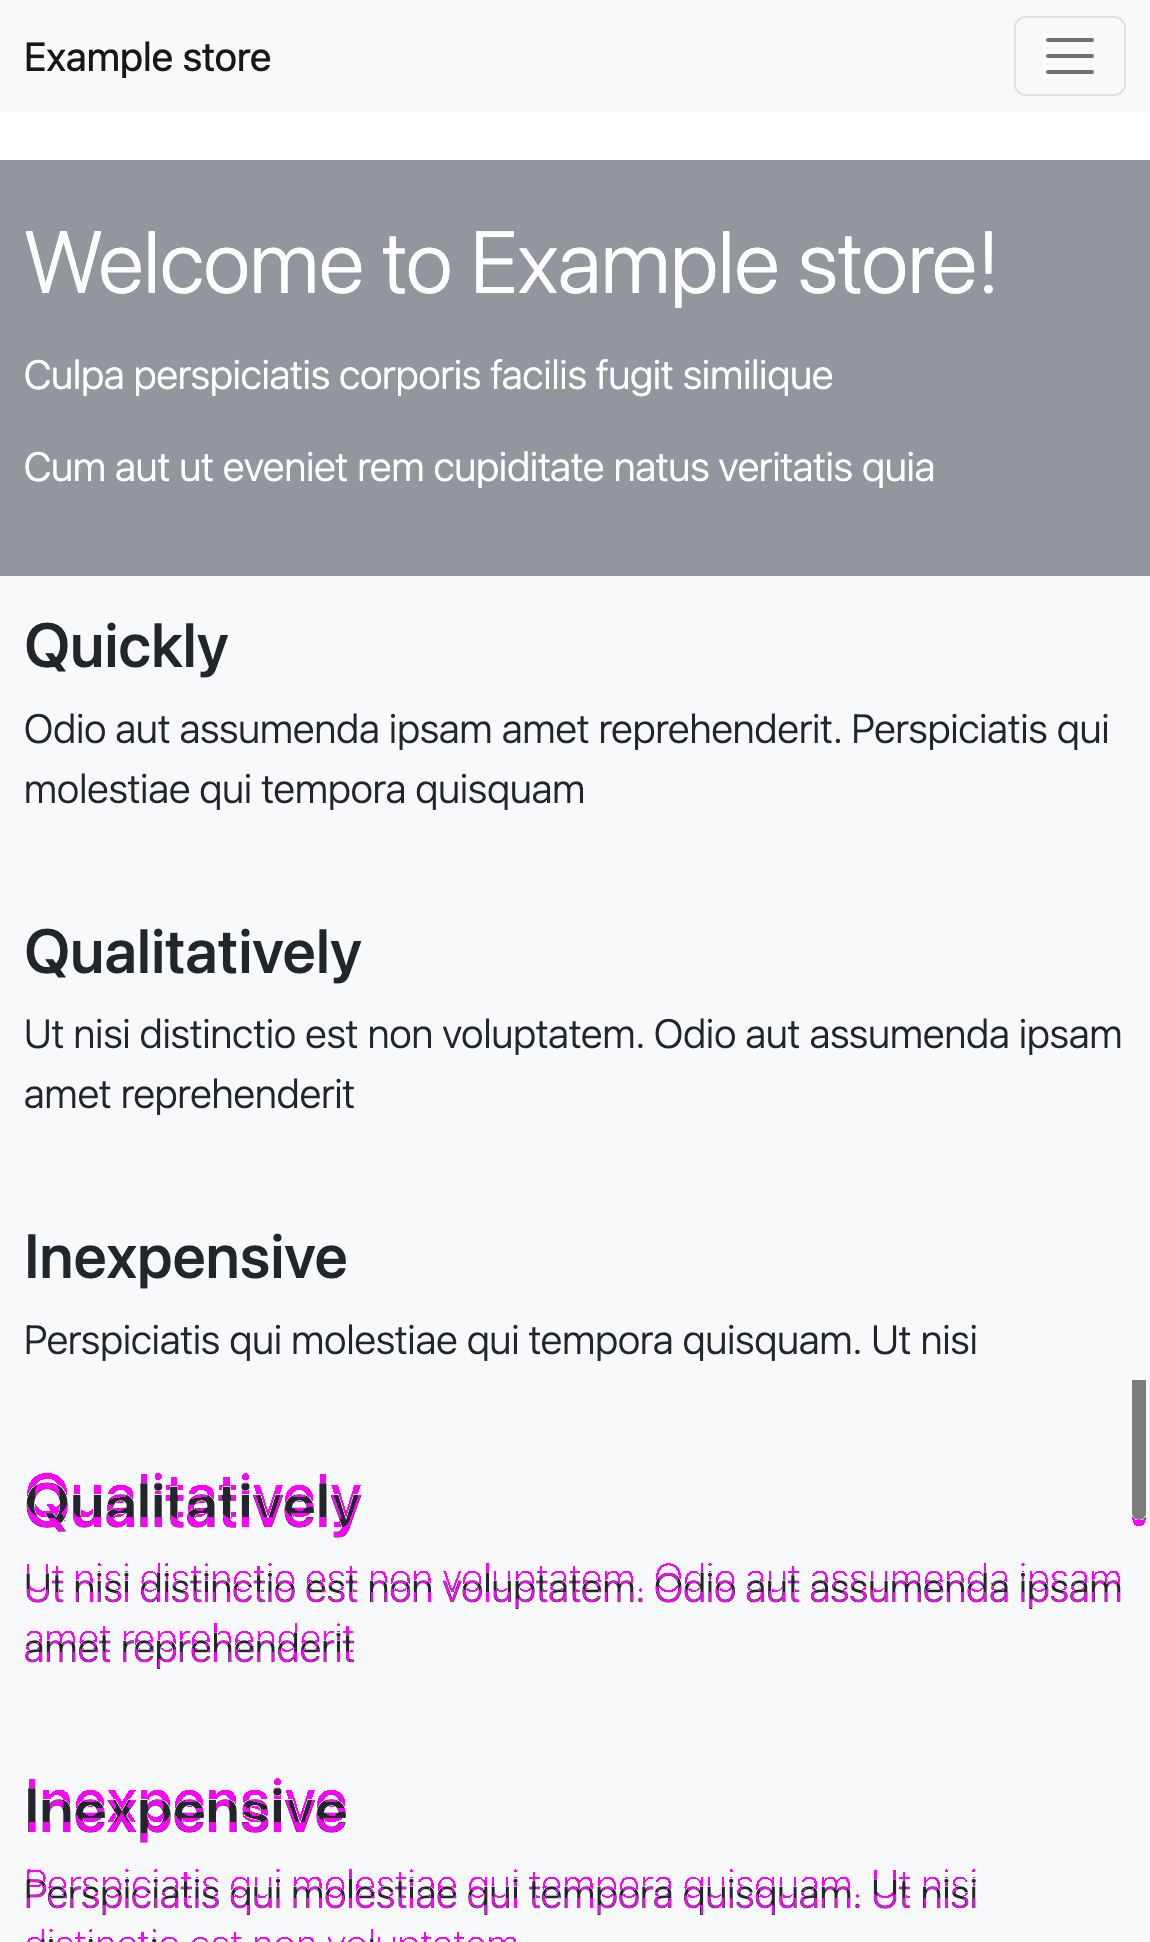 Example store
Welcome to Example store!
Culpa perspiciatis corporis facilis fugit similique
Cum aut ut eveniet rem cupiditate natus veritatis quia
Quickly
Odio aut assumenda ipsam amet reprehenderit. Perspiciatis qui
molestiae qui tempora quisquam
Qualitatively
Ut nisi distinctio est non voluptatem. Odio aut assumenda ipsam
amet reprehenderit
Inexpensive
Perspiciatis qui molestiae qui tempora quisquam. Ut nisi
Qualitatively
Ut nisi distinctio est non voluptatem. Odio aut assumenda ipsam
amet reprehenderit
Inexpensive
Perspiciatis qui molestiae qui tempora quisquam. Ut nisi
distinctio est non voluptatem